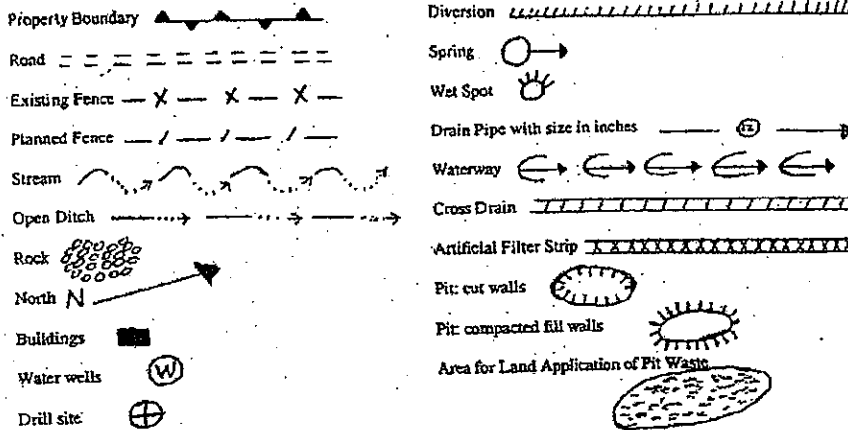 Property Boundary
Road
Existing Fence
Planned Fence
Stream
Open Ditch
Rock
North N
Buildings
Water wells W
Drill site
Diversion
Spring
Wet Spot
Drain Pipe with size in inches 12
Waterway
Cross Drain
Artificial Filter Strip
Pit: cut walls
Pit: compacted fill walls
Area for Land Application of Pit Waste